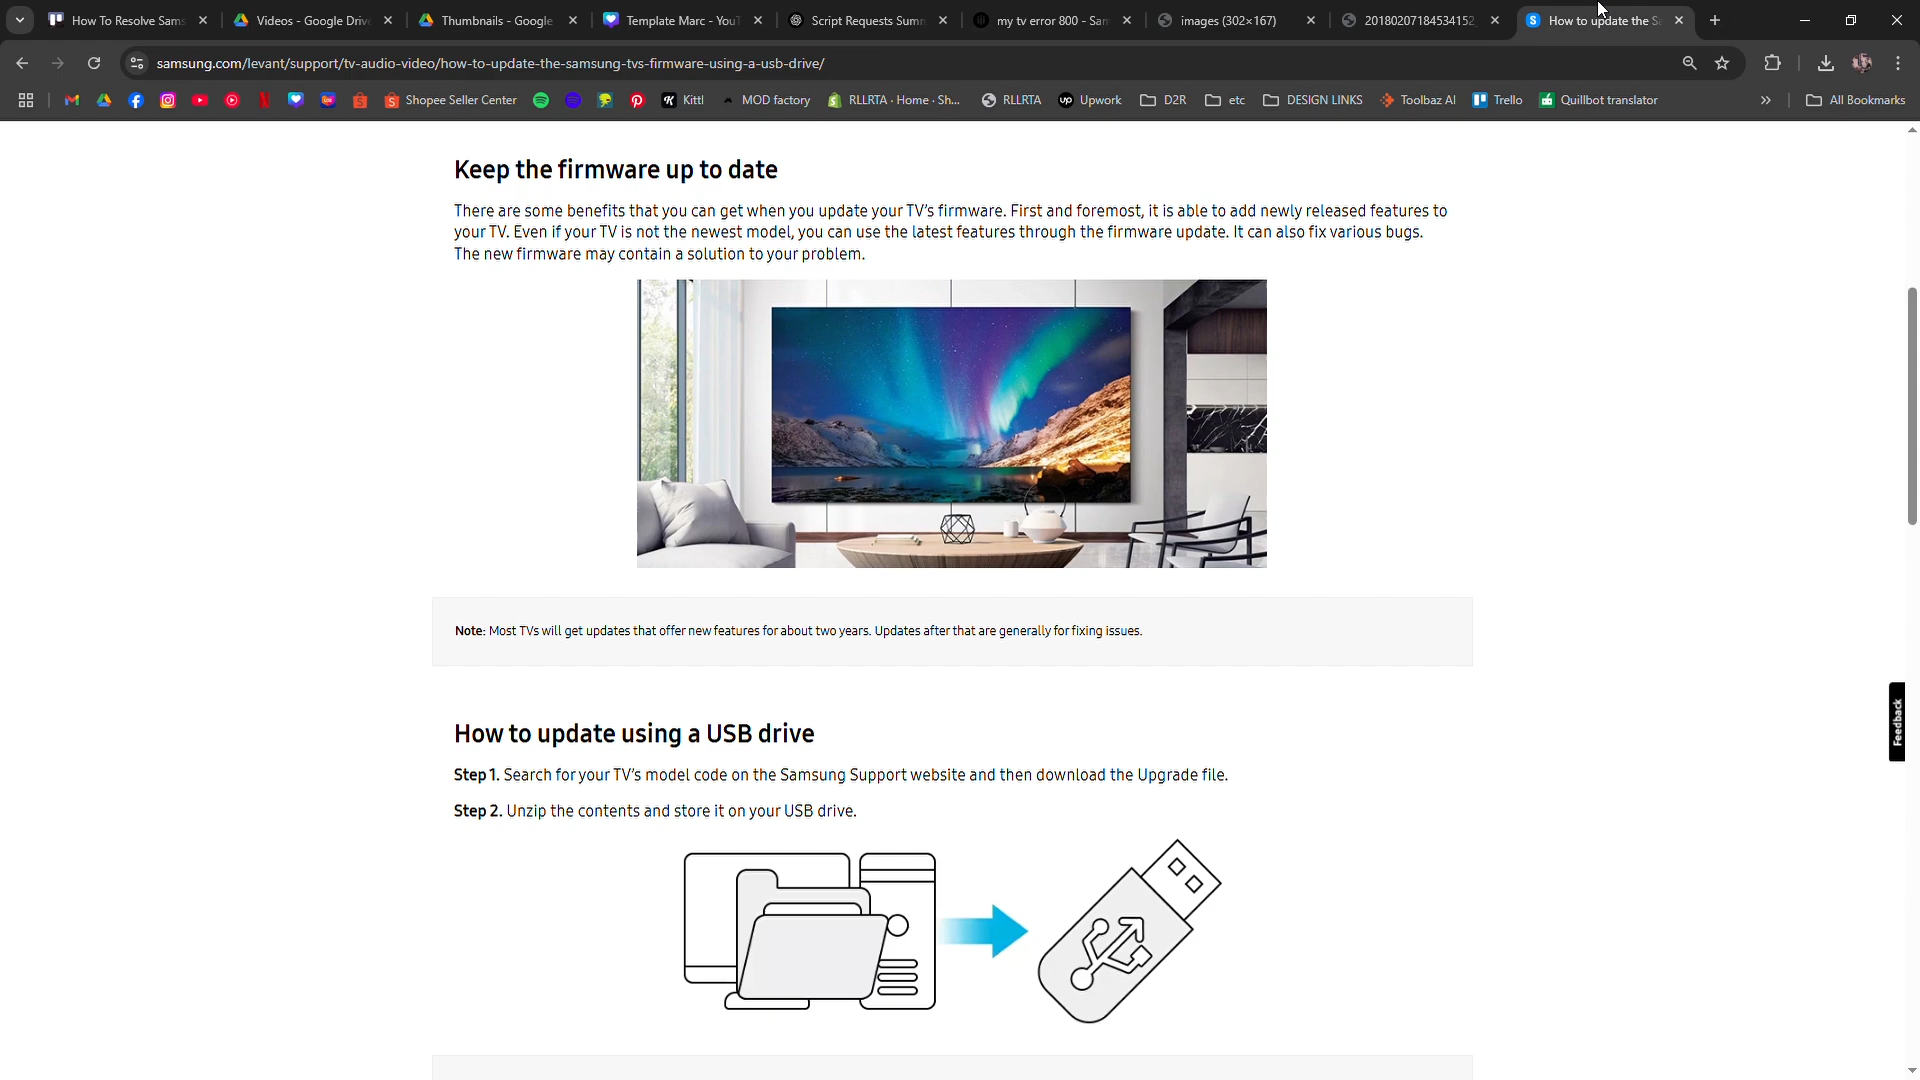 How To Resolve Sams
Videos - Google Drive
Thumbnails - Google
Template Marc - YouT
Script Requests Summ
my tv error 800 - Sam
images (302×167)
20180207184534152
How to update the Sa
samsung.com/levant/support/tv-audio-video/how-to-update-the-samsung-tvs-firmware-using-a-usb-drive/
Shopee Seller Center
Kittl
MOD factory
RLLRTA - Home · Sh...
RLLRTA
Upwork
D2R
etc
DESIGN LINKS
Toolbaz AI
Trello
Quillbot translator
All Bookmarks
Keep the firmware up to date
There are some benefits that you can get when you update your TV's firmware. First and foremost, it is able to add newly released features to
your TV. Even if your TV is not the newest model, you can use the latest features through the firmware update. It can also fix various bugs.
The new firmware may contain a solution to your problem.
Note: Most TVs will get updates that offer new features for about two years. Updates after that are generally for fixing issues.
Feedback
How to update using a USB drive
Step 1. Search for your TV's model code on the Samsung Support website and then download the Upgrade file.
Step 2. Unzip the contents and store it on your USB drive.